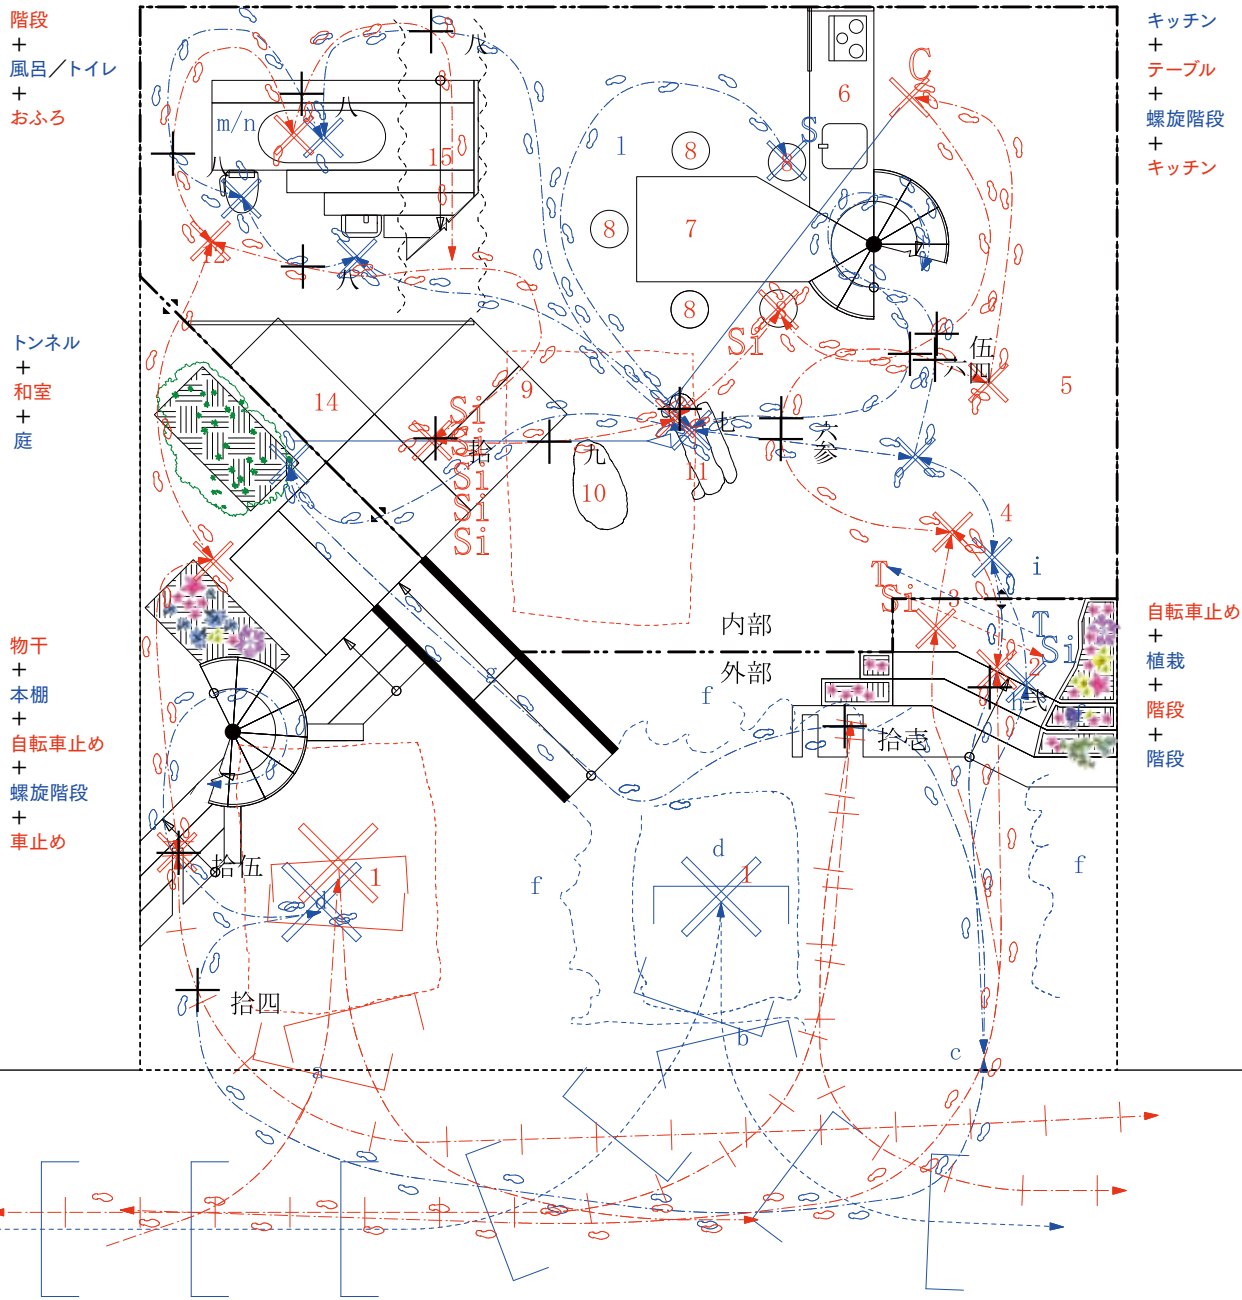 階段
+
風呂/トイレ
+
おふろ
トンネル
+
和室
+
庭
物干
+
本棚
+
自転車止め
+
螺旋階段
+
車止め
キッチン
+
テーブル
+
螺旋階段
+
キッチン
自転車止め
+
植栽
+
階段
+
階段
八
C
八
6
m/n
S
l
8
8
15
八
8
7
12
八
8
Si
伍
六
四
5
14
9
Si
七
六
参
拾
九
Si
Si
11
10
Si
4
Si
i
T
Si
3
内部
T
外部
Si
2
g
f
h
弐
拾壱
拾伍
1
d
1
f
d
f
拾四
b
c
a